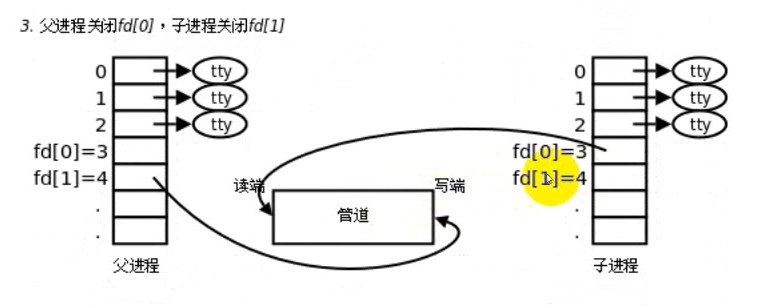 3. 父进程关闭fd[0]，子进程关闭fd[1]
0 tty
1 tty
2 tty
fd[0]=3
fd[1]=4
.
.
父进程
读端
写端
管道
0 tty
1 tty
2 tty
fd[0]=3
fd[1]=4
.
.
子进程